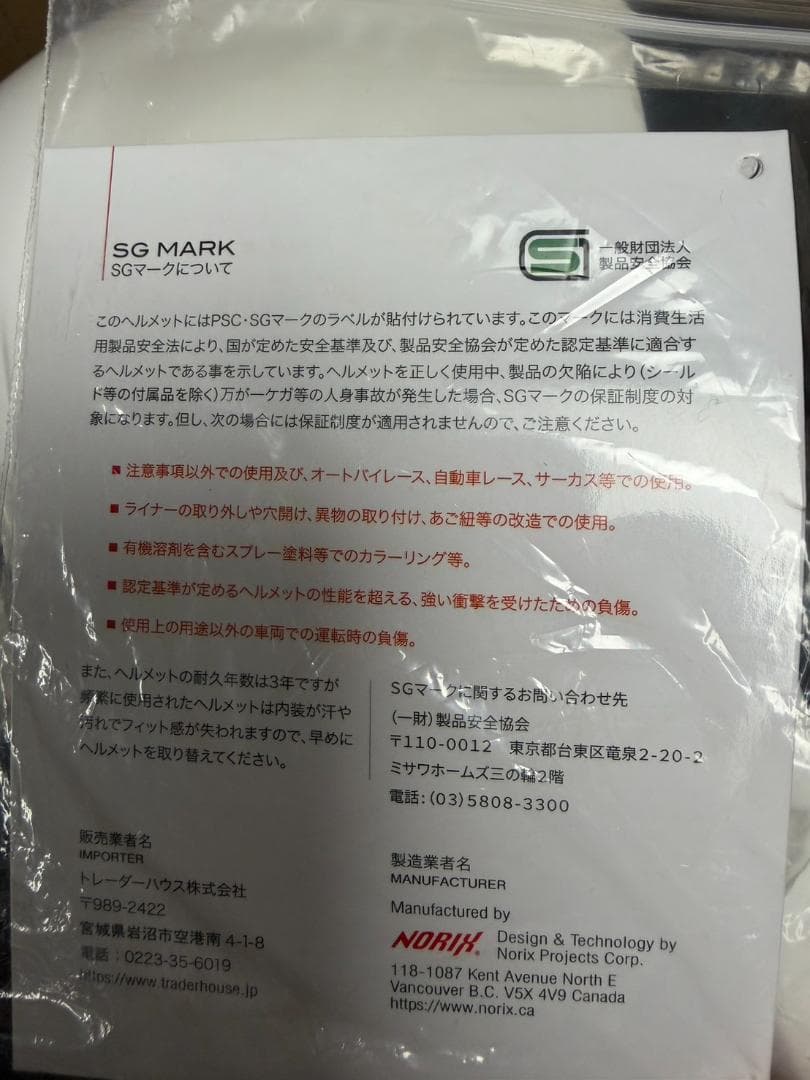 SG MARK
SGマークについて
一般財団法人
製品安全協会
このヘルメットにはPSC・SGマークのラベルが貼付けられています。このマークには消費生活
用製品安全法により、国が定めた安全基準及び、製品安全協会が定めた認定基準に適合す
るヘルメットである事を示しています。ヘルメットを正しく使用中、製品の欠陥により(シール
ド等の付属品を除く)万が一ケガ等の人身事故が発生した場合、SGマークの保証制度の対
象になります。但し、次の場合には保証制度が適用されませんので、ご注意ください。
■ 注意事項以外での使用及び、オートバイレース、自動車レース、サーカス等での使用。
■ ライナーの取り外しや穴開け、異物の取り付け、あご紐等の改造での使用。
■ 有機溶剤を含むスプレー塗料等でのカラーリング等。
■ 認定基準が定めるヘルメットの性能を超える、強い衝撃を受けたための負傷。
■ 使用上の用途以外の車両での運転時の負傷。
また、ヘルメットの耐久年数は3年ですが
頻繁に使用されたヘルメットは内装が汗や
汚れでフィット感が失われますので、早めに
ヘルメットを取り替えてください。
SGマークに関するお問い合わせ先
(一財)製品安全協会
〒110-0012 東京都台東区竜泉2-20-2
ミサワホームズ三の輪2階
電話:(03)5808-3300
販売業者名
IMPORTER
トレーダーハウス株式会社
〒989-2422
宮城県岩沼市空港南4-1-8
電話:0223-35-6019
https://www.traderhouse.jp
製造業者名
MANUFACTURER
Manufactured by
NORIX Design & Technology by
Norix Projects Corp.
118-1087 Kent Avenue North E
Vancouver B.C. V5X 4V9 Canada
https://www.norix.ca